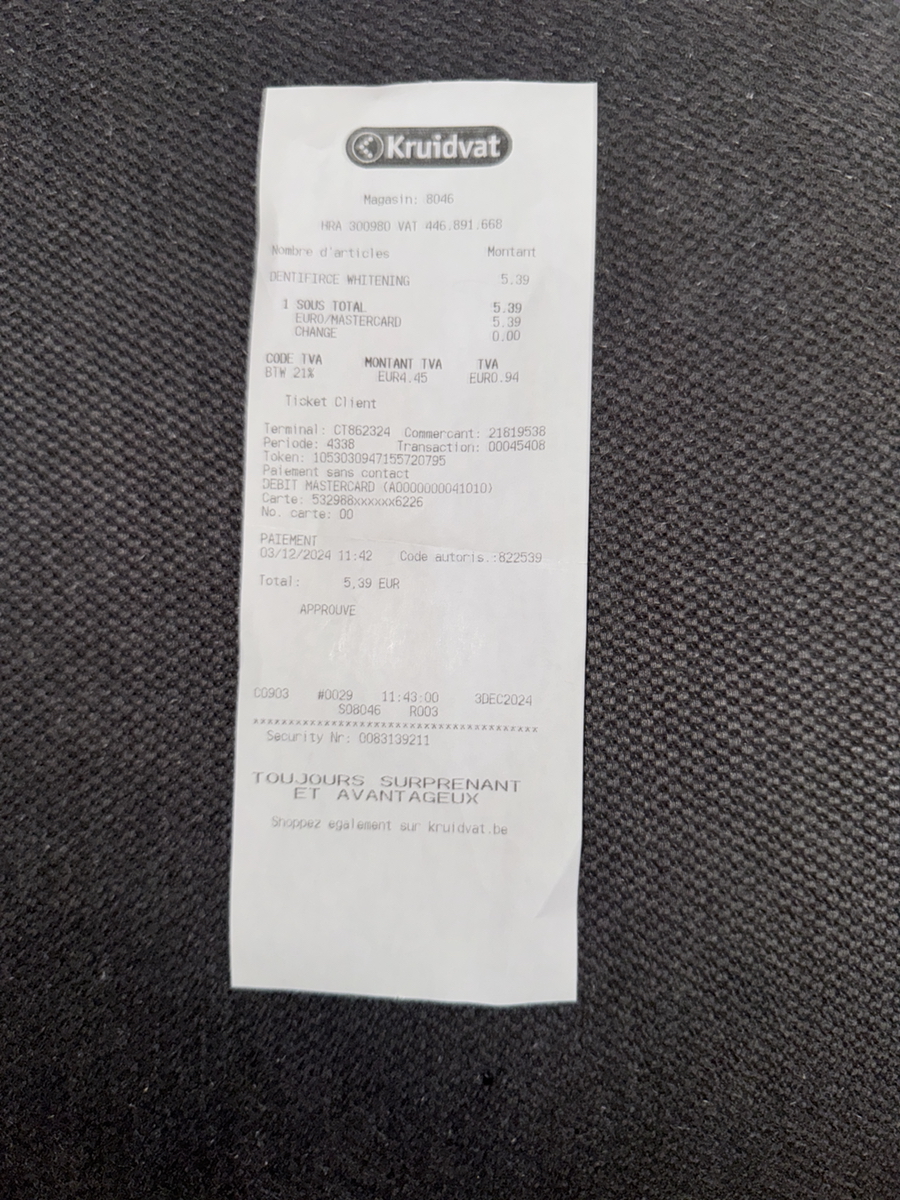 Kruidvat
Magasin: 8046
HRA 300980 VAT 446.891.668
Nombre d'articles Montant
DENTIFIRCE WHITENING 5.39
1 SOUS TOTAL 5.39
EURO/MASTERCARD 5.39
CHANGE 0.00
CODE TVA MONTANT TVA TVA
BTW 21% EUR4.45 EUR0.94
Ticket Client
Terminal: CT862324 Commercant: 21819538
Periode: 4338 Transaction: 00045408
Token: 1053030947155720795
Paiement sans contact
DEBIT MASTERCARD (A0000000041010)
Carte: 532988xxxxxx6226
No. carte: 00
PAIEMENT
03/12/2024 11:42 Code autoris.:822539
Total: 5,39 EUR
APPROUVE
C0903 #0029 11:43:00 3DEC2024
S08046 R003
xxxxxxxxxxxxxxxxxxxxxxxxxxxxxxxxxxxxxxxx
Security Nr: 0083139211
TOUJOURS SURPRENANT
ET AVANTAGEUX
Shoppez egalement sur kruidvat.be